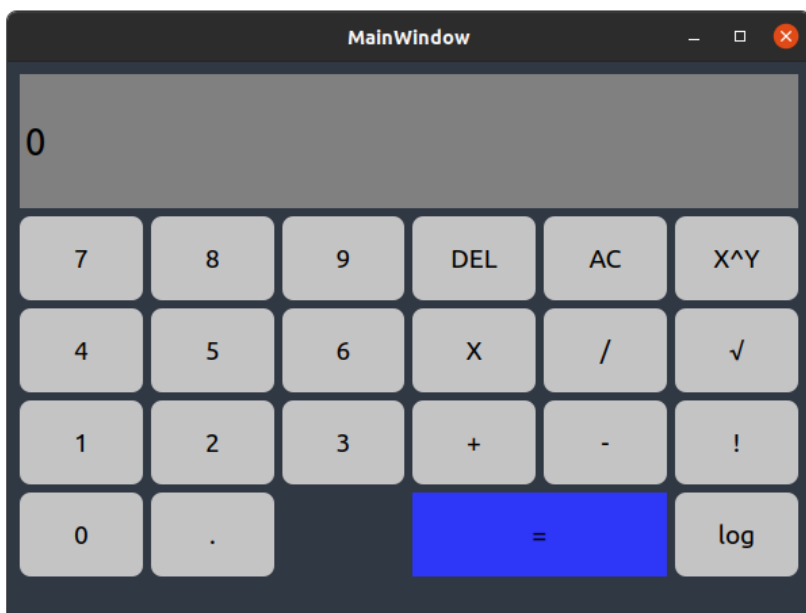 MainWindow
0
7 8 9 DEL AC X^Y
4 5 6 X / √
1 2 3 + - !
0 . = log